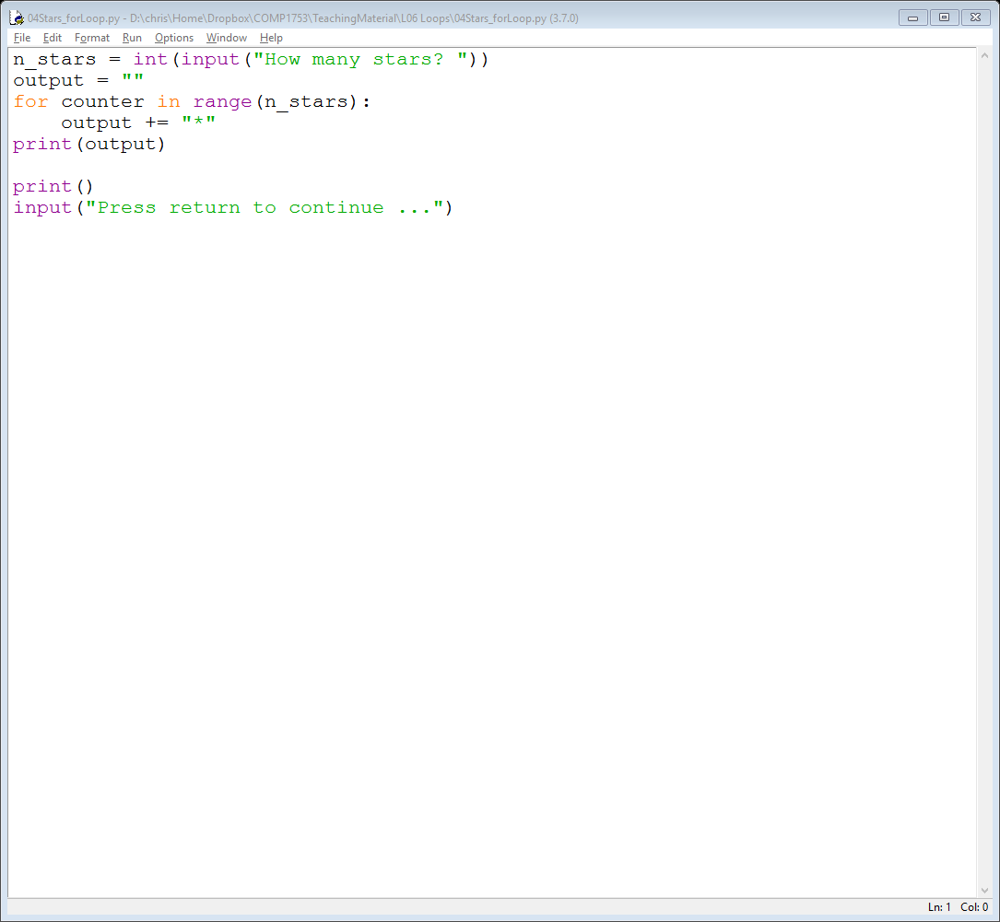 04Stars_forLoop.py - D:\chris\Home\Dropbox\COMP1753\TeachingMaterial\L06 Loops\04Stars_forLoop.py (3.7.0)
File Edit Format Run Options Window Help
n_stars = int(input("How many stars? "))
output = ""
for counter in range(n_stars):
    output += "*"
print(output)

print()
input("Press return to continue ...")
Ln: 1 Col: 0